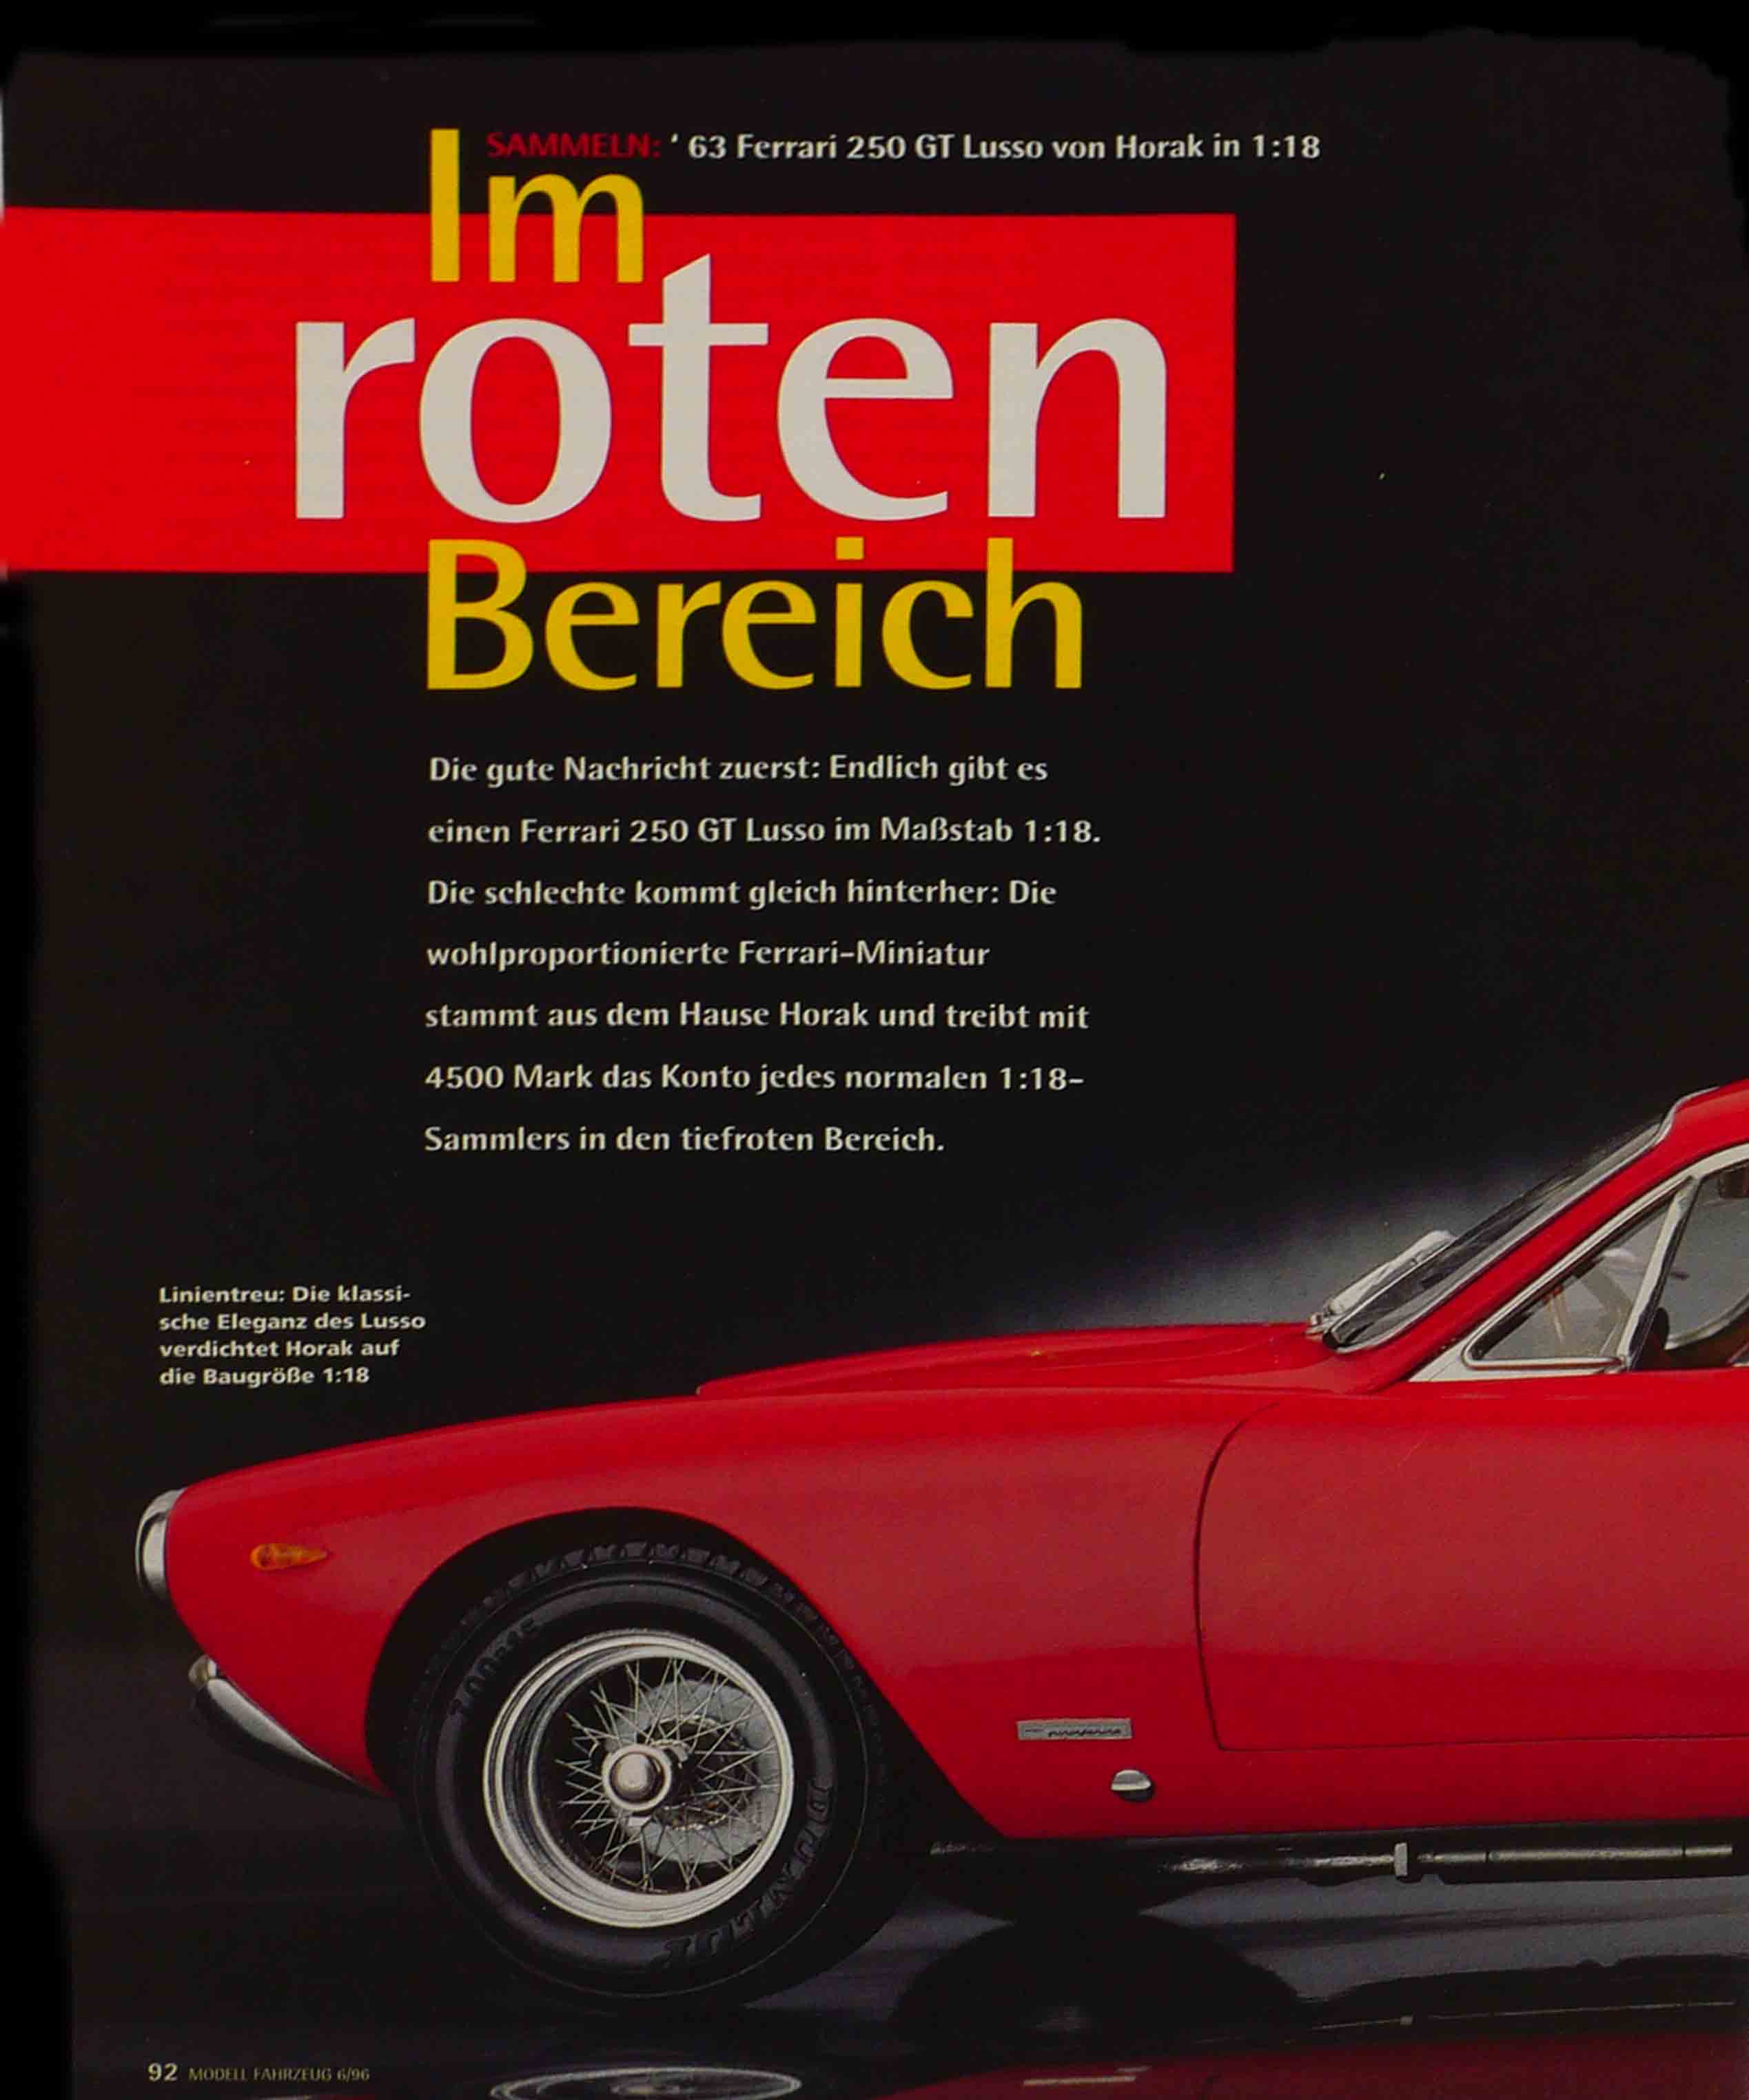 SAMMELN: ' 63 Ferrari 250 GT Lusso von Horak in 1:18
Im
roten
Bereich
Die gute Nachricht zuerst: Endlich gibt es
einen Ferrari 250 GT Lusso im Maßstab 1:18.
Die schlechte kommt gleich hinterher: Die
wohlproportionierte Ferrari-Miniatur
stammt aus dem Hause Horak und treibt mit
4500 Mark das Konto jedes normalen 1:18-
Sammlers in den tiefroten Bereich.
Linientreu: Die klassi-
sche Eleganz des Lusso
verdichtet Horak auf
die Baugröße 1:18
92 MODELL FAHRZEUG 6/96